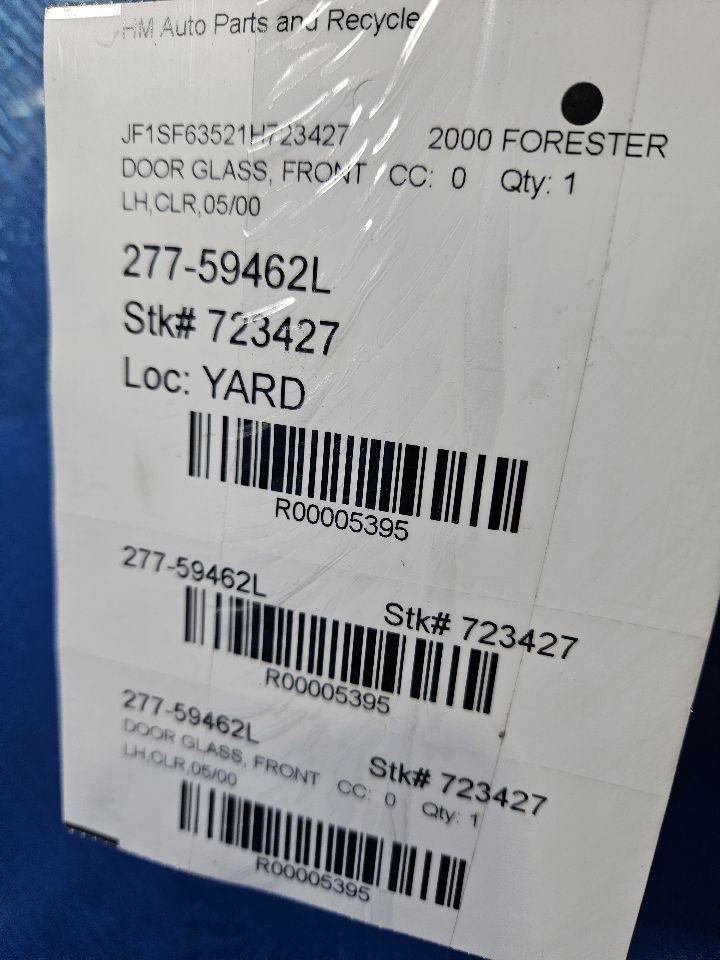 HM Auto Parts and Recycle
JF1SF63521H723427 2000 FORESTER
DOOR GLASS, FRONT CC: 0 Qty: 1
LH,CLR,05/00
277-59462L
Stk# 723427
Loc: YARD
R00005395
277-59462L Stk# 723427
R00005395
277-59462L Stk# 723427
DOOR GLASS, FRONT CC: 0 Qty: 1
LH,CLR,05/00
R00005395